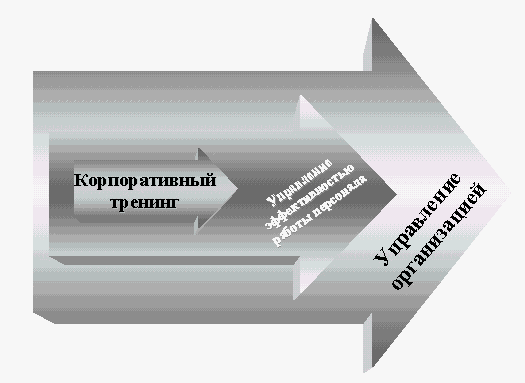 Корпоративный
тренинг
Управление
эффективностью
работы персонала
Управление
организацией